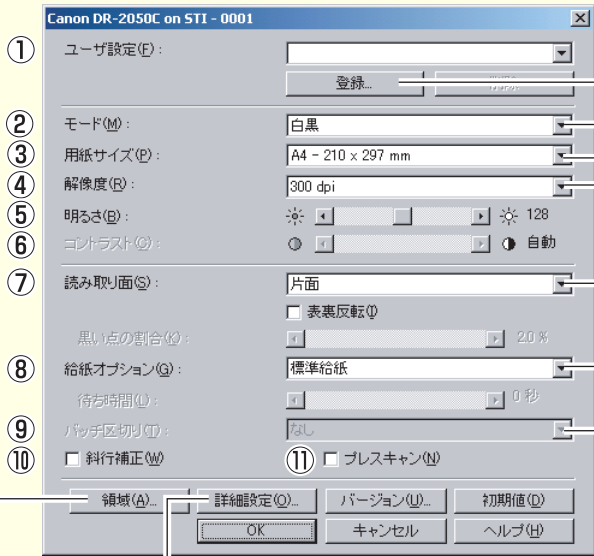 Canon DR-2050C on STI - 0001
① ユーザ設定(F) :
登録... 削除
② モード(M) : 白黒
③ 用紙サイズ(P) : A4 - 210 x 297 mm
④ 解像度(R) : 300 dpi
⑤ 明るさ(B) : 128
⑥ コントラスト(C) : 自動
⑦ 読み取り面(S) : 片面
表裏反転(I)
黒い点の割合(K) : 2.0 %
⑧ 給紙オプション(G) : 標準給紙
待ち時間(L) : 0 秒
⑨ バッチ区切り(T) : なし
⑩ 斜行補正(W) ⑪ プレスキャン(N)
領域(A)... 詳細設定(O)... バージョン(U)... 初期値(D)
OK キャンセル ヘルプ(H)